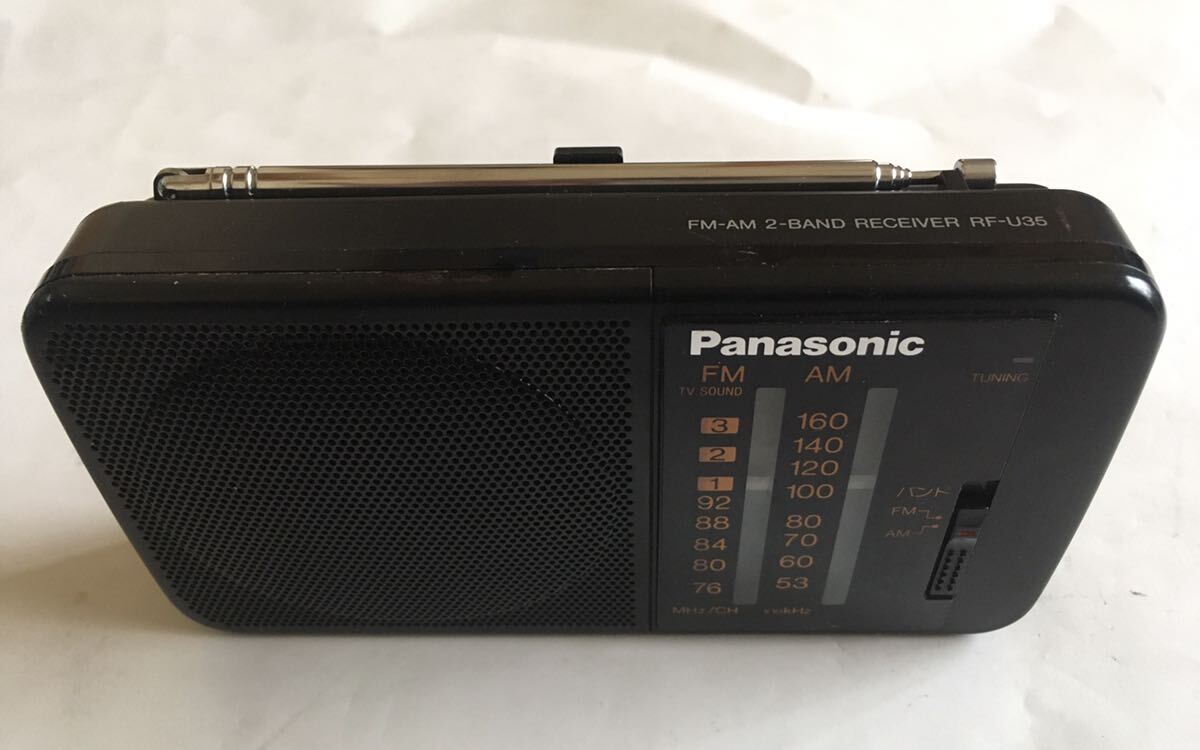 FM-AM 2-BAND RECEIVER RF-U35
Panasonic
FM AM
TV SOUND
TUNING
3
2
1
92
88
84
80
76
MHz/CH
160
140
120
100
80
70
60
53
x10kHz
バンド
FM
AM